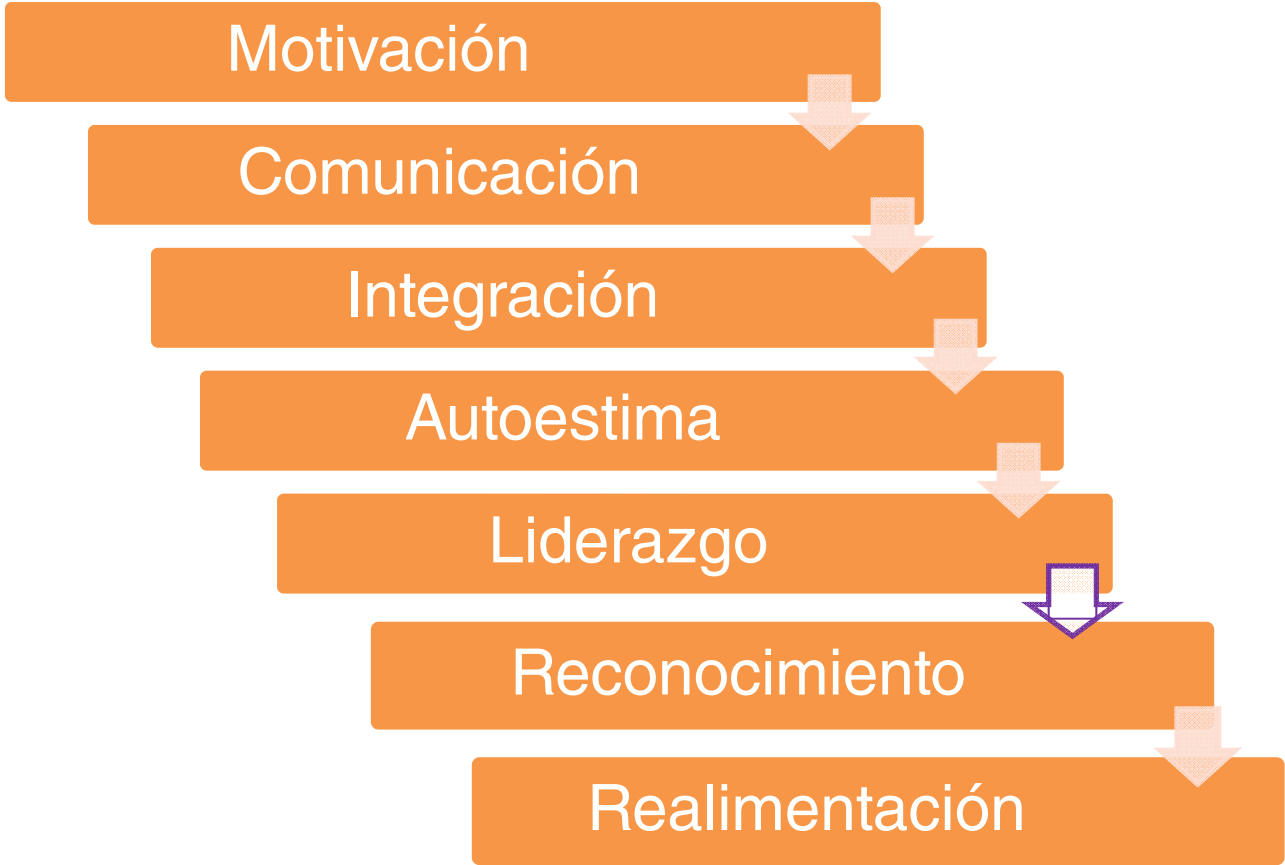 Motivación
Comunicación
Integración
Autoestima
Liderazgo
Reconocimiento
Realimentación